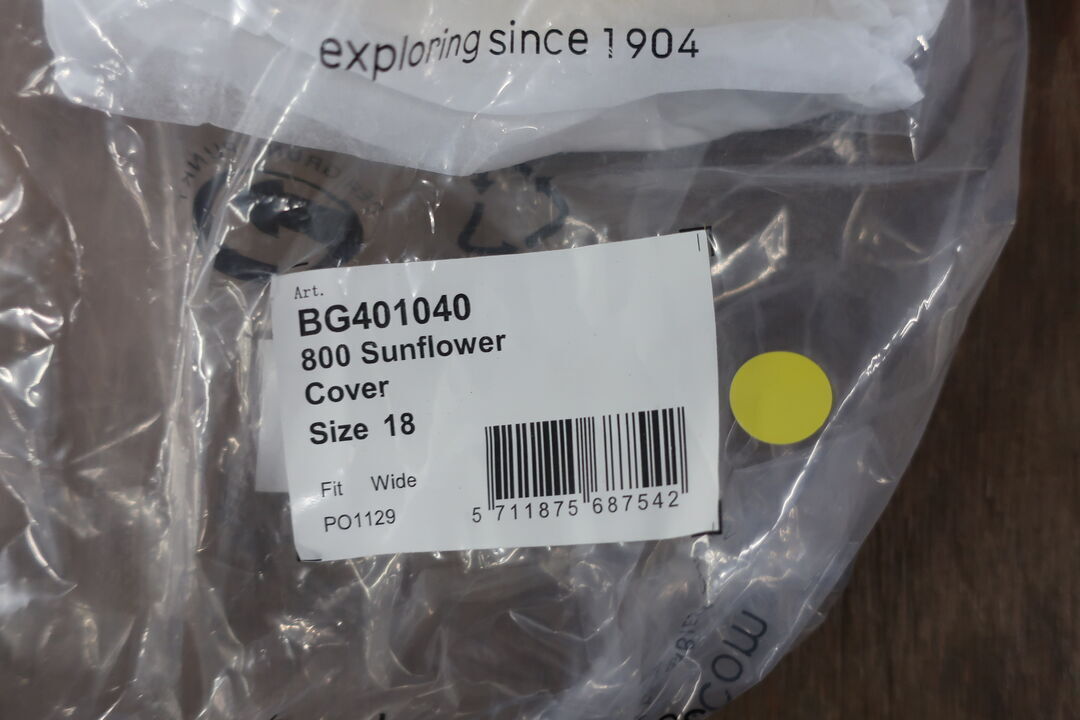 exploring since 1904
Art.
BG401040
800 Sunflower
Cover
Size 18
Fit Wide
PO1129
5 711875 687542